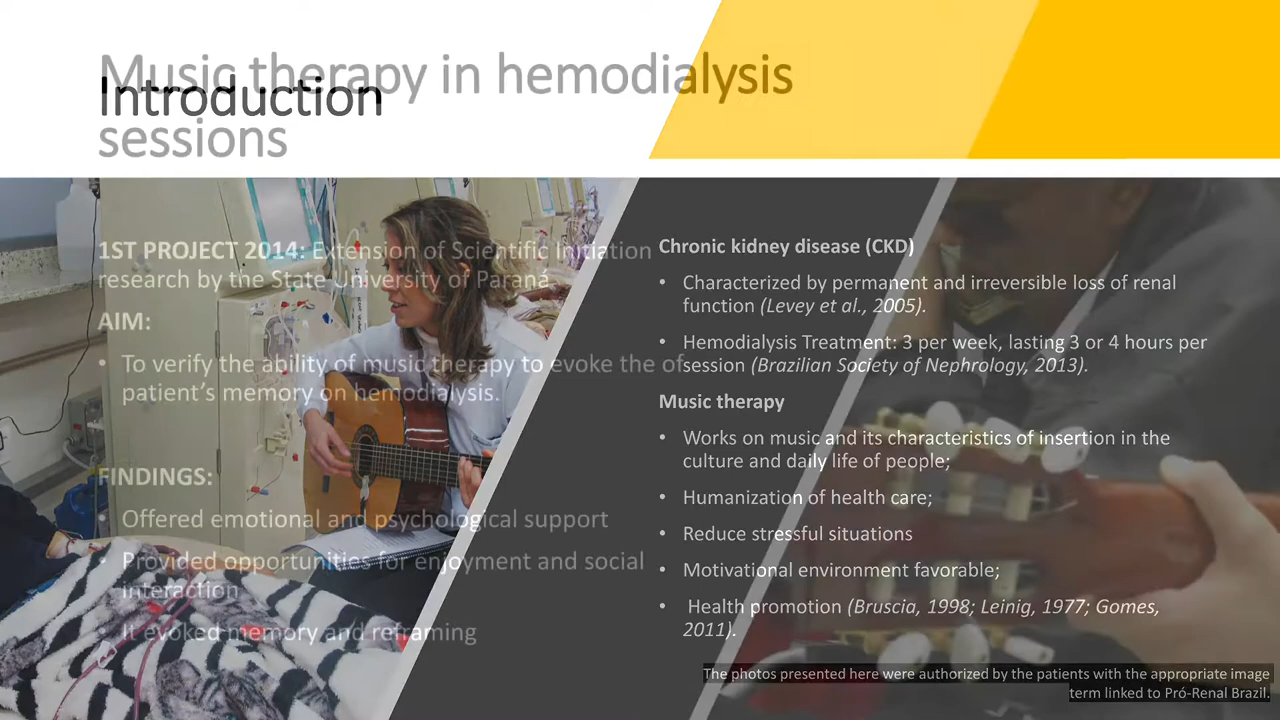 Music therapy in hemodialysis
sessions
Introduction
1ST PROJECT 2014: Extension of Scientific Initiation
research by the State University of Paraná
AIM:
• To verify the ability of music therapy to evoke the of
patient's memory on hemodialysis.
FINDINGS:
• Offered emotional and psychological support
• Provided opportunities for enjoyment and social
interaction
• It evoked memory and reframing
Chronic kidney disease (CKD)
• Characterized by permanent and irreversible loss of renal
function (Levey et al., 2005).
• Hemodialysis Treatment: 3 per week, lasting 3 or 4 hours per
session (Brazilian Society of Nephrology, 2013).
Music therapy
• Works on music and its characteristics of insertion in the
culture and daily life of people;
• Humanization of health care;
• Reduce stressful situations
• Motivational environment favorable;
• Health promotion (Bruscia, 1998; Leinig, 1977; Gomes,
2011).
The photos presented here were authorized by the patients with the appropriate image
term linked to Pró-Renal Brazil.